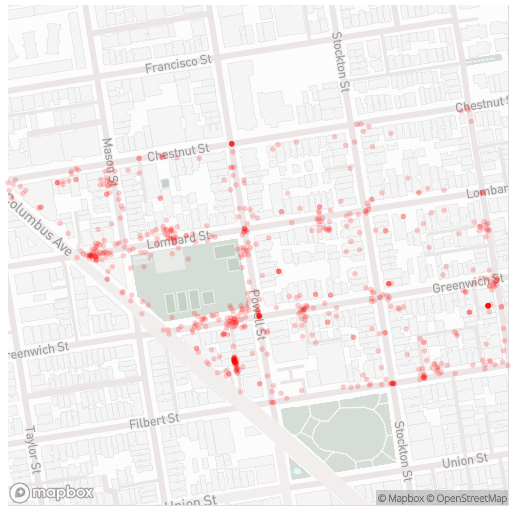 Francisco St
Stockton St
Chestnut St
Chestnut St
Mason St
Lombar
Columbus Ave
Lombard St
Greenwich St
Powell St
Greenwich St
Filbert St
Taylor St
Stockton St
Union St
Union St
mapbox
© Mapbox © OpenStreetMap